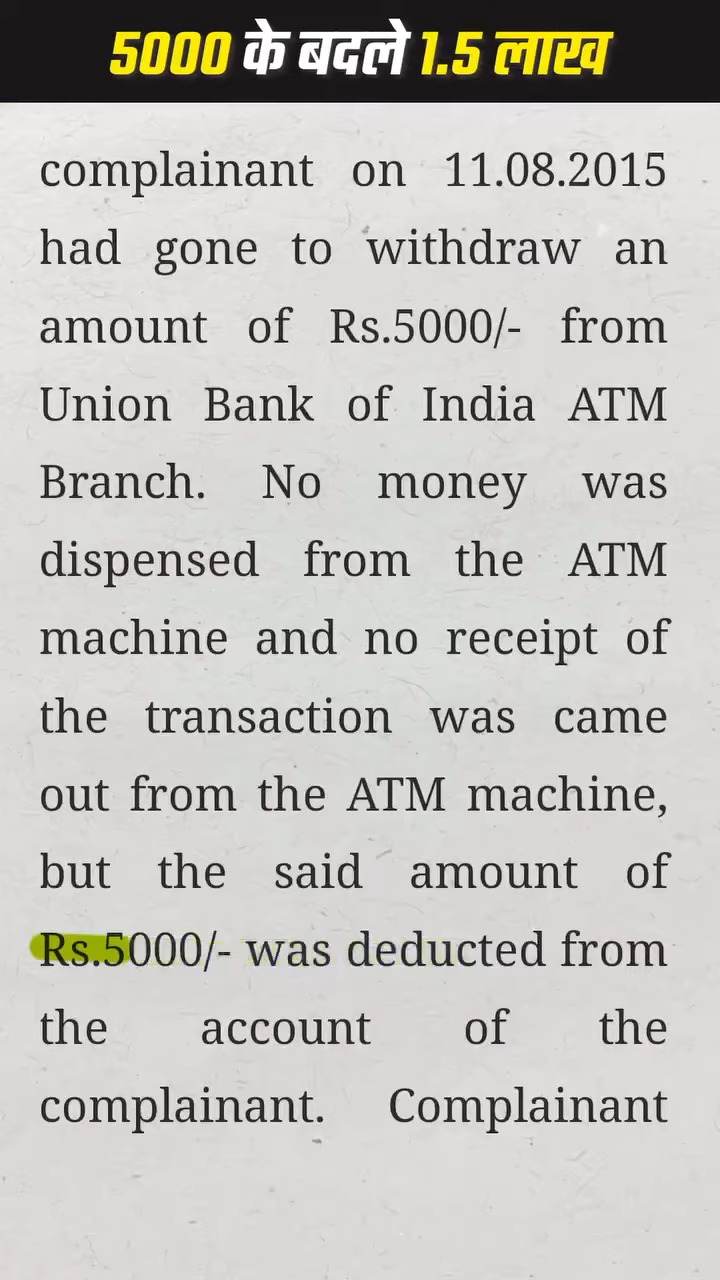 5000 के बदले 1.5 लाख
complainant on 11.08.2015
had gone to withdraw an
amount of Rs.5000/- from
Union Bank of India ATM
Branch. No money was
dispensed from the ATM
machine and no receipt of
the transaction was came
out from the ATM machine,
but the said amount of
Rs.5000/- was deducted from
the account of the
complainant. Complainant